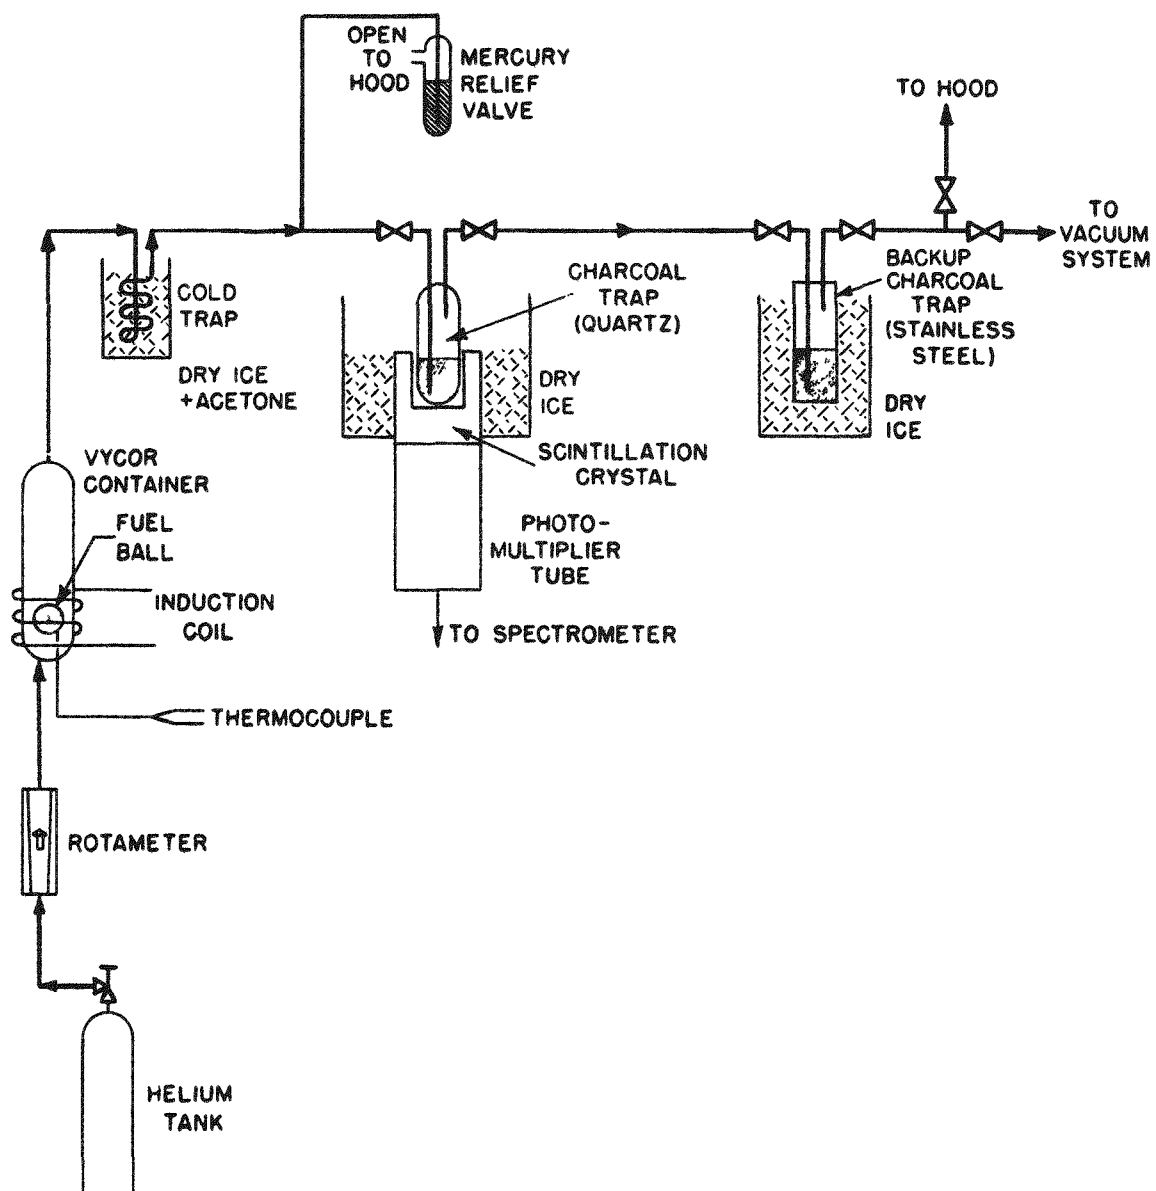 OPEN
TO
HOOD
MERCURY
RELIEF
VALVE
TO HOOD
TO
VACUUM
SYSTEM
COLD
TRAP
DRY ICE
+ACETONE
CHARCOAL
TRAP
(QUARTZ)
BACKUP
CHARCOAL
TRAP
(STAINLESS
STEEL)
DRY
ICE
DRY
ICE
SCINTILLATION
CRYSTAL
VYCOR
CONTAINER
FUEL
BALL
PHOTO-
MULTIPLIER
TUBE
INDUCTION
COIL
TO SPECTROMETER
THERMOCOUPLE
ROTAMETER
HELIUM
TANK